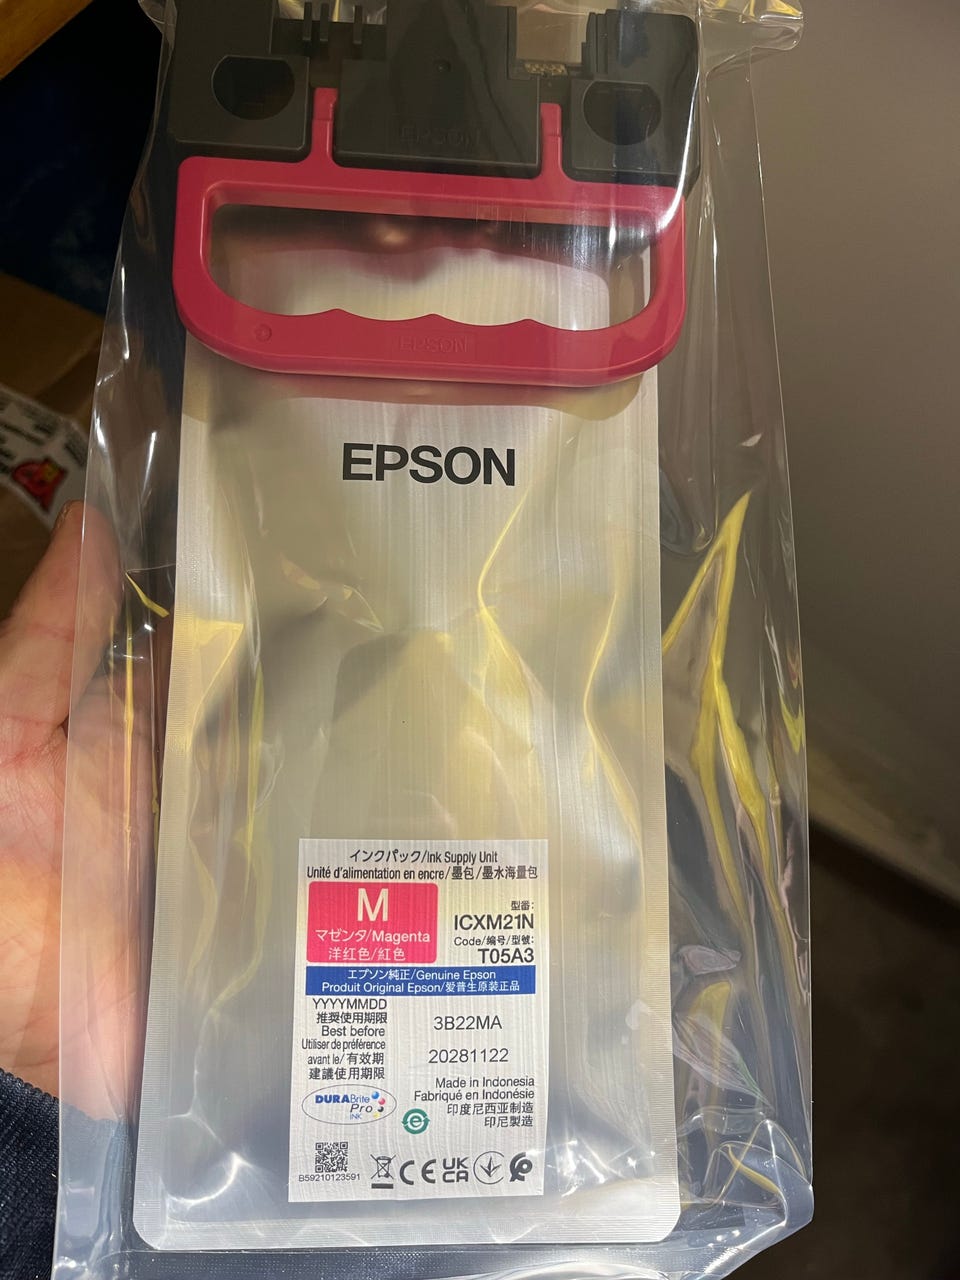 EPSON
EPSON
EPSON
インクパック/Ink Supply Unit
Unité d'alimentation en encre/墨包/墨水海量包
M
マゼンタ/Magenta
洋红色/紅色
型番:
ICXM21N
Code/编号/型號:
T05A3
エプソン純正/Genuine Epson
Produit Original Epson/爱普生原装正品
YYYYMMDD
推奨使用期限
Best before
Utiliser de préférence
avant le/有效期
建議使用期限
3B22MA
20281122
Made in Indonesia
Fabriqué en Indonésie
印度尼西亚制造
印尼製造
DURABrite
Pro
INK
e
B59210123591
CE
UK
CA